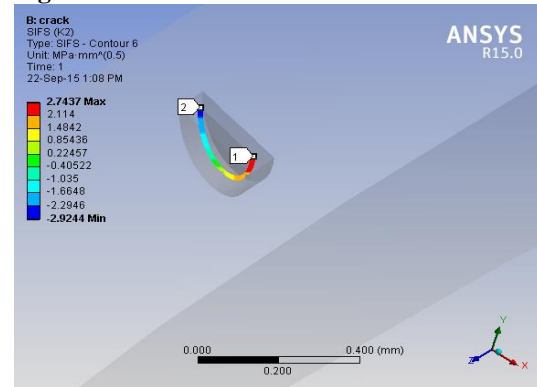 B: crack
SIFS (K2)
Type: SIFS - Contour 6
Unit: MPa·mm^(0.5)
Time: 1
22-Sep-15 1:08 PM
ANSYS
R15.0
2.7437 Max
2.114
1.4842
0.85436
0.22457
-0.40522
-1.035
-1.6648
-2.2946
-2.9244 Min
2
1
0.000
0.400 (mm)
0.200
Y
Z
X